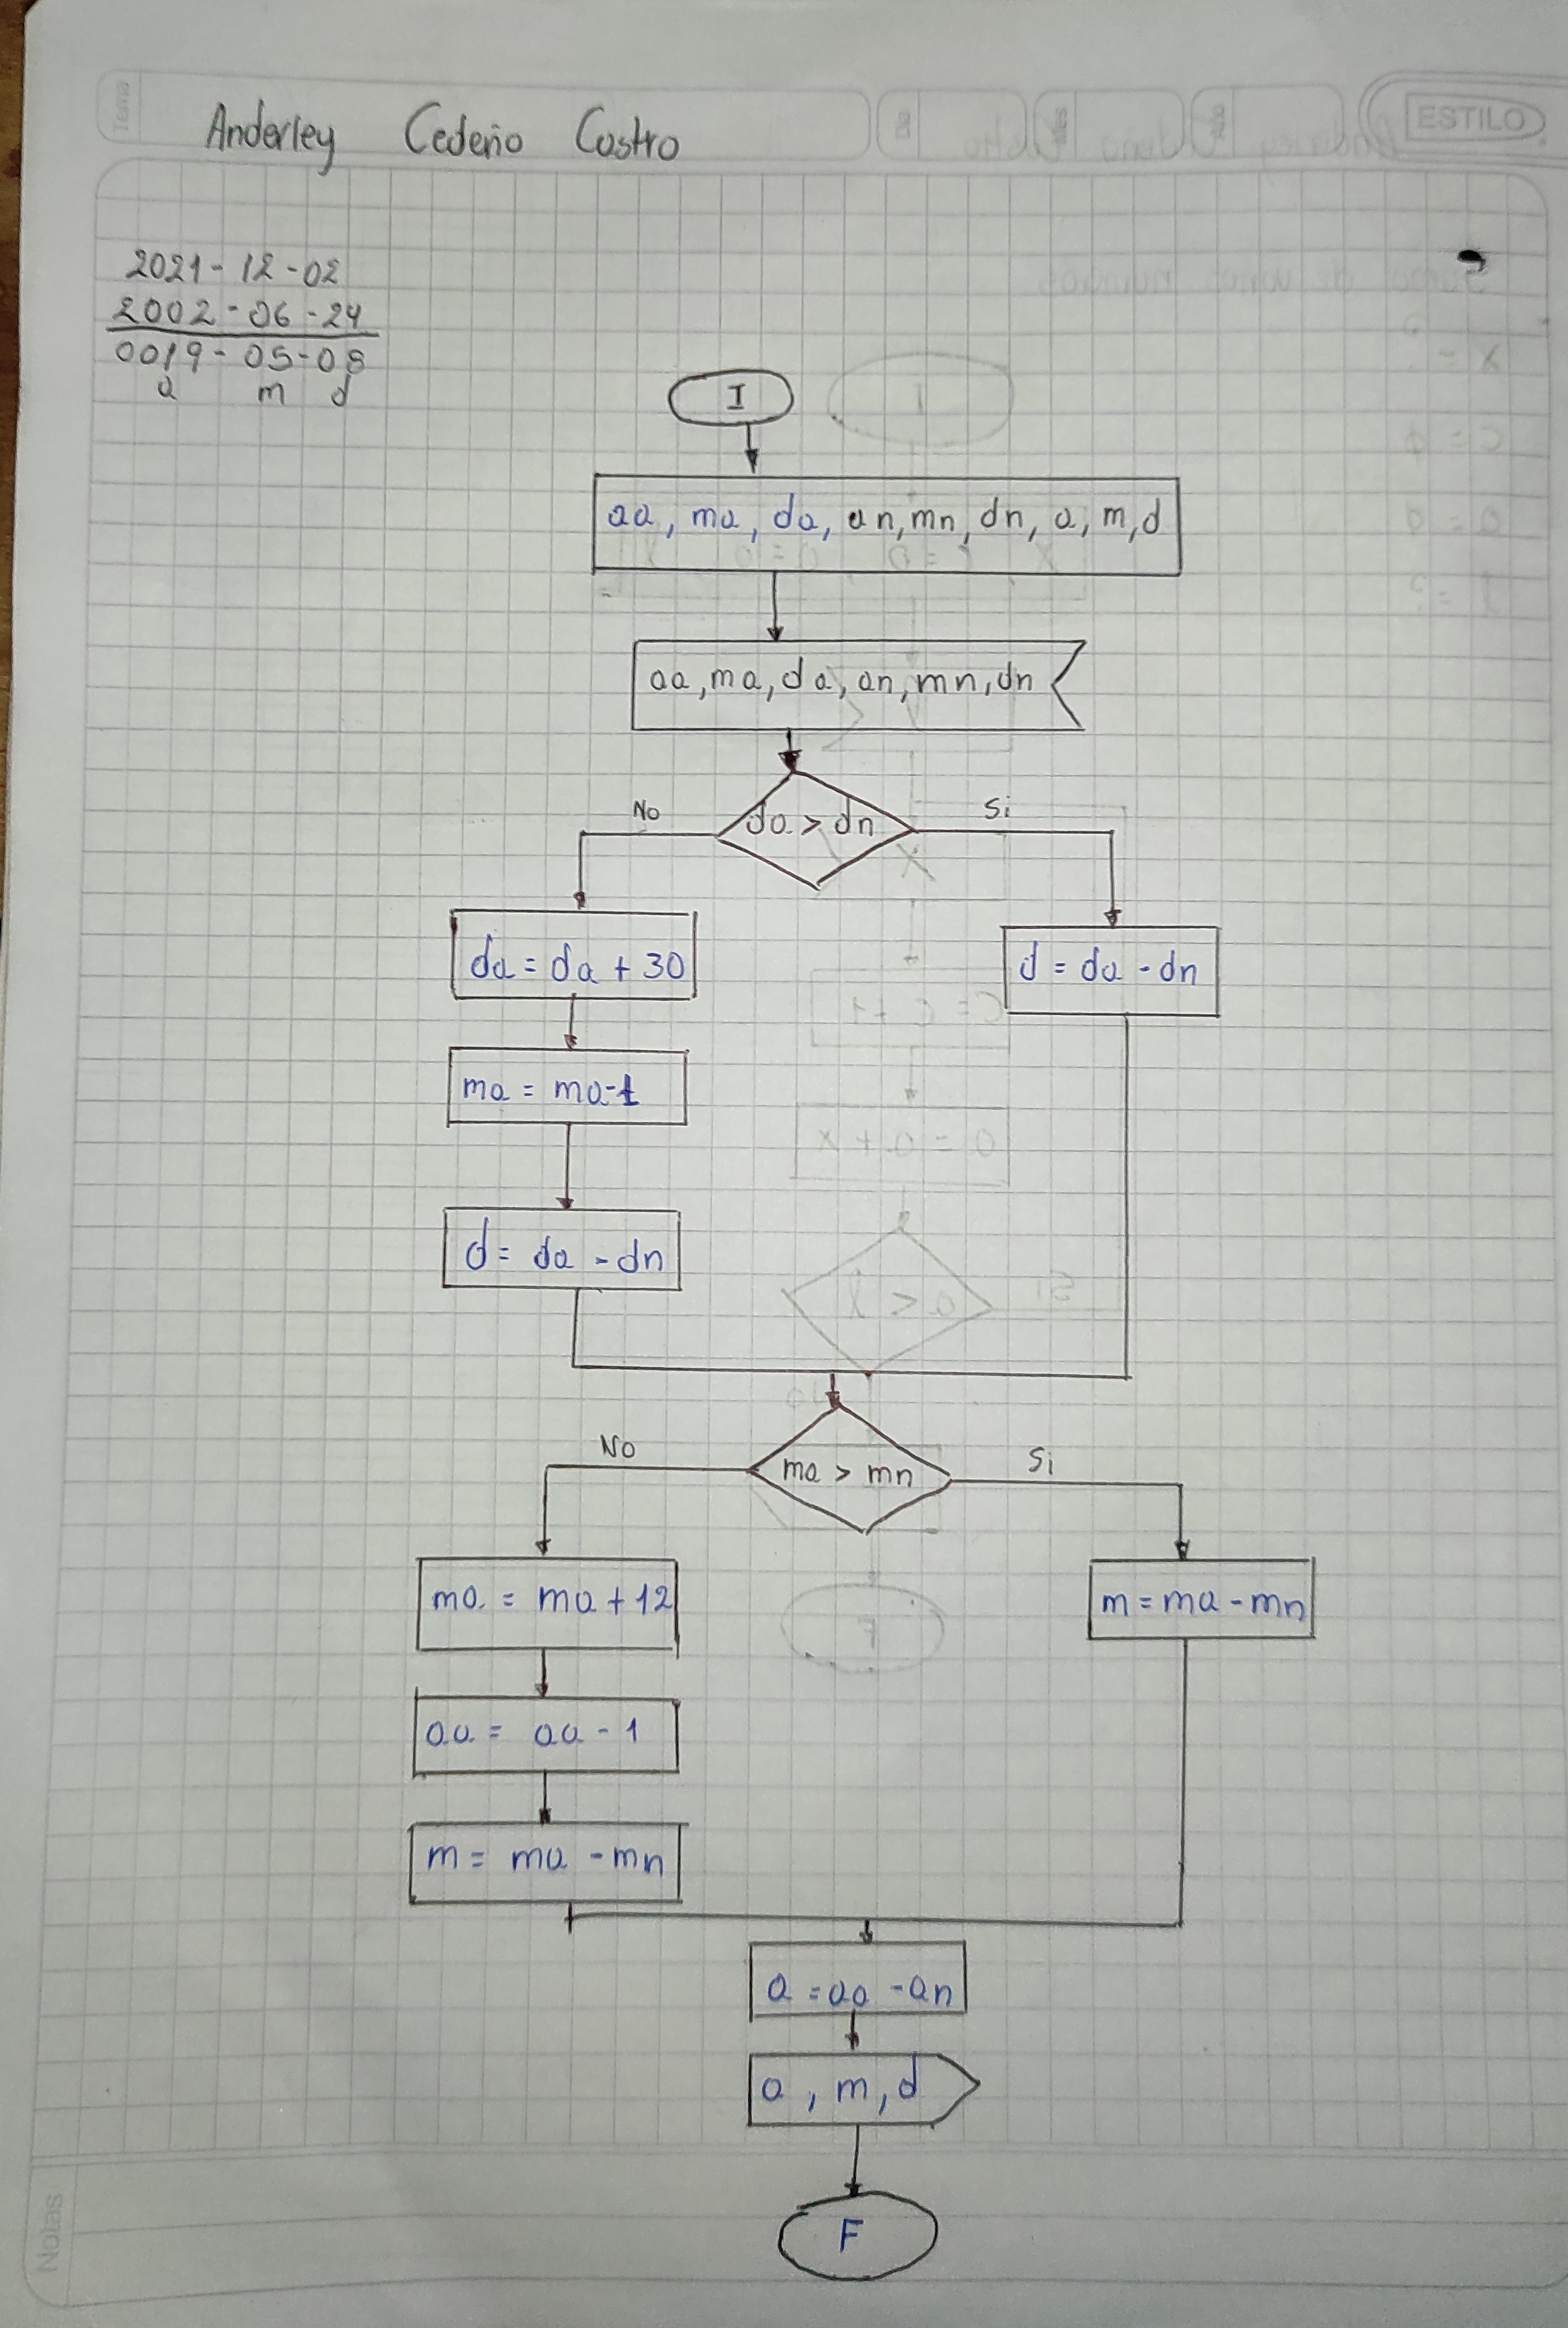 Tema
Anderley Cedeño Castro
Día
Mes
Año
ESTILO
2021-12-02
2002-06-24
0019-05-08
a m d
I
aa, ma, da, an, mn, dn, a, m, d
aa, ma, da, an, mn, dn
No
da > dn
Si
da = da + 30
d = da - dn
ma = ma-1
d = da - dn
No
ma > mn
Si
ma = ma + 12
m = ma - mn
aa = aa - 1
m = ma - mn
a = aa - an
a, m, d
F
Notas